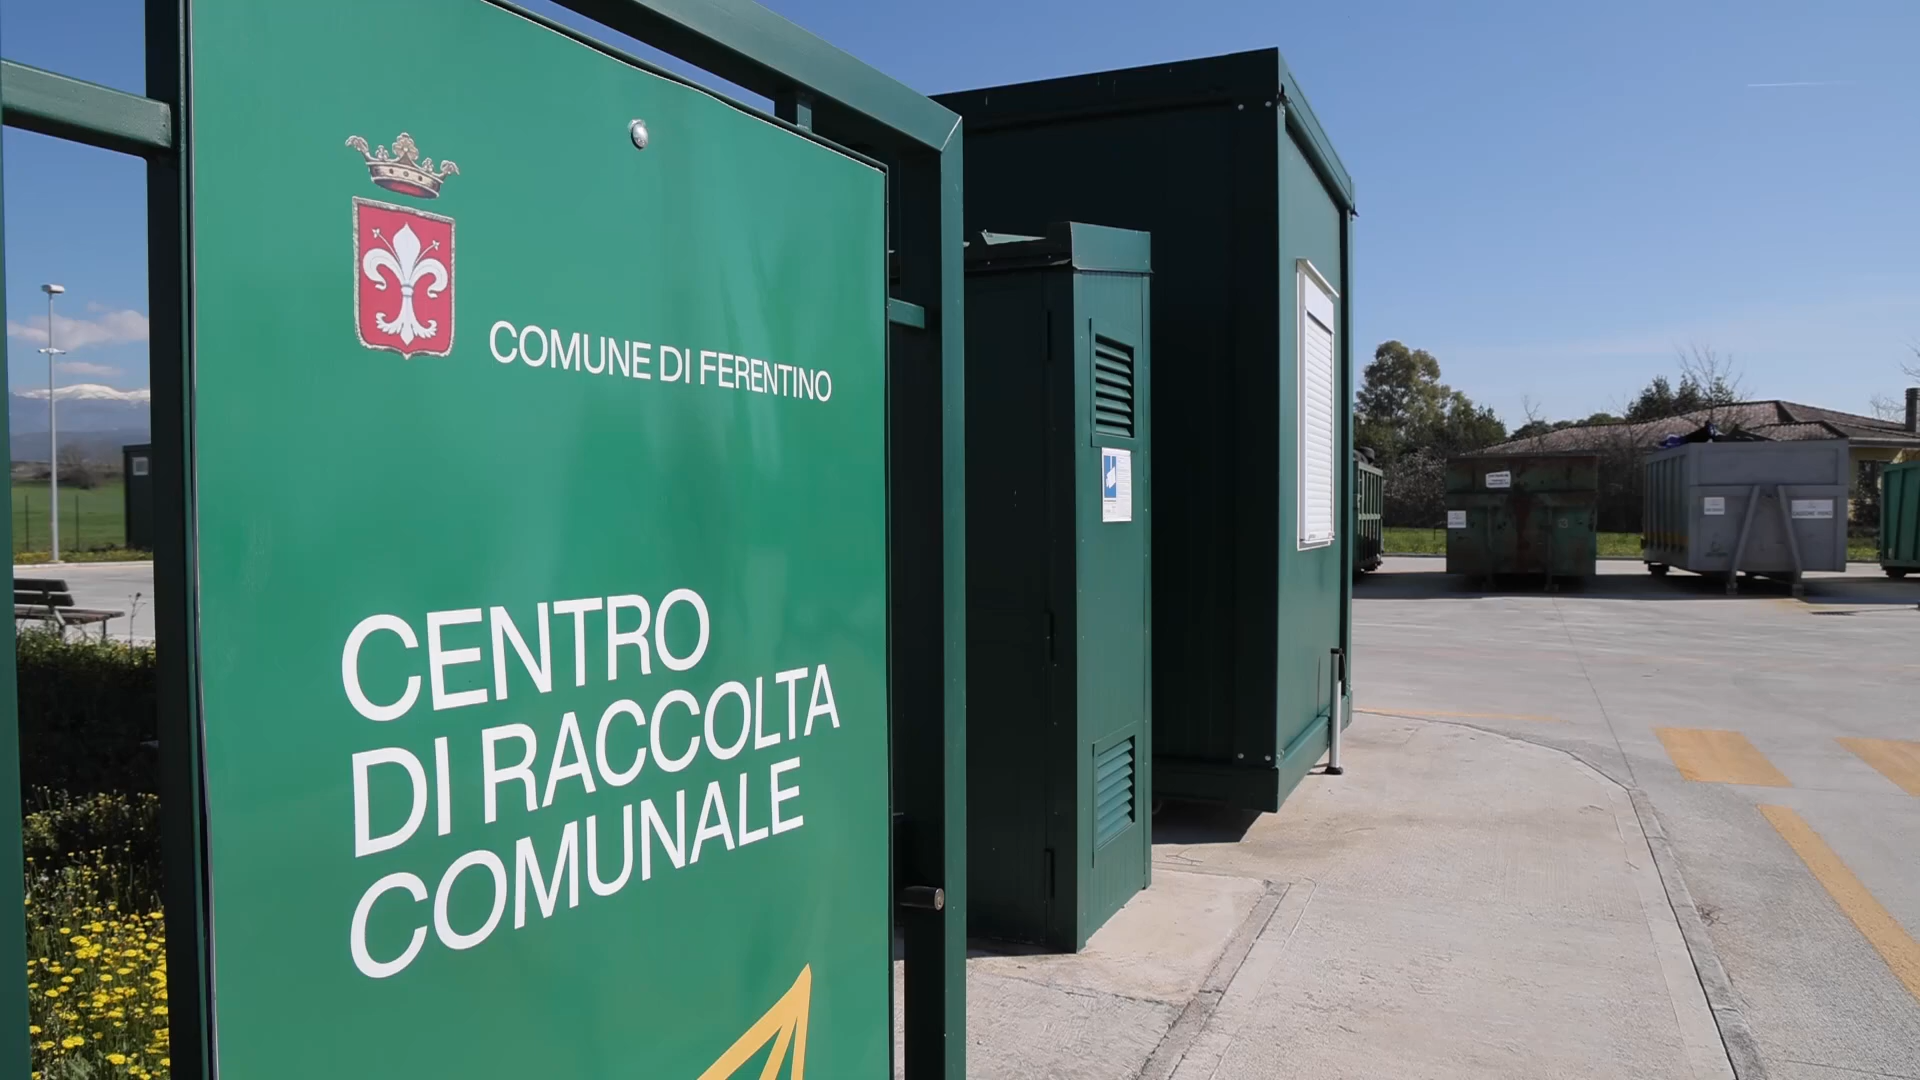 COMUNE DI FERENTINO
CENTRO
DI RACCOLTA
COMUNALE